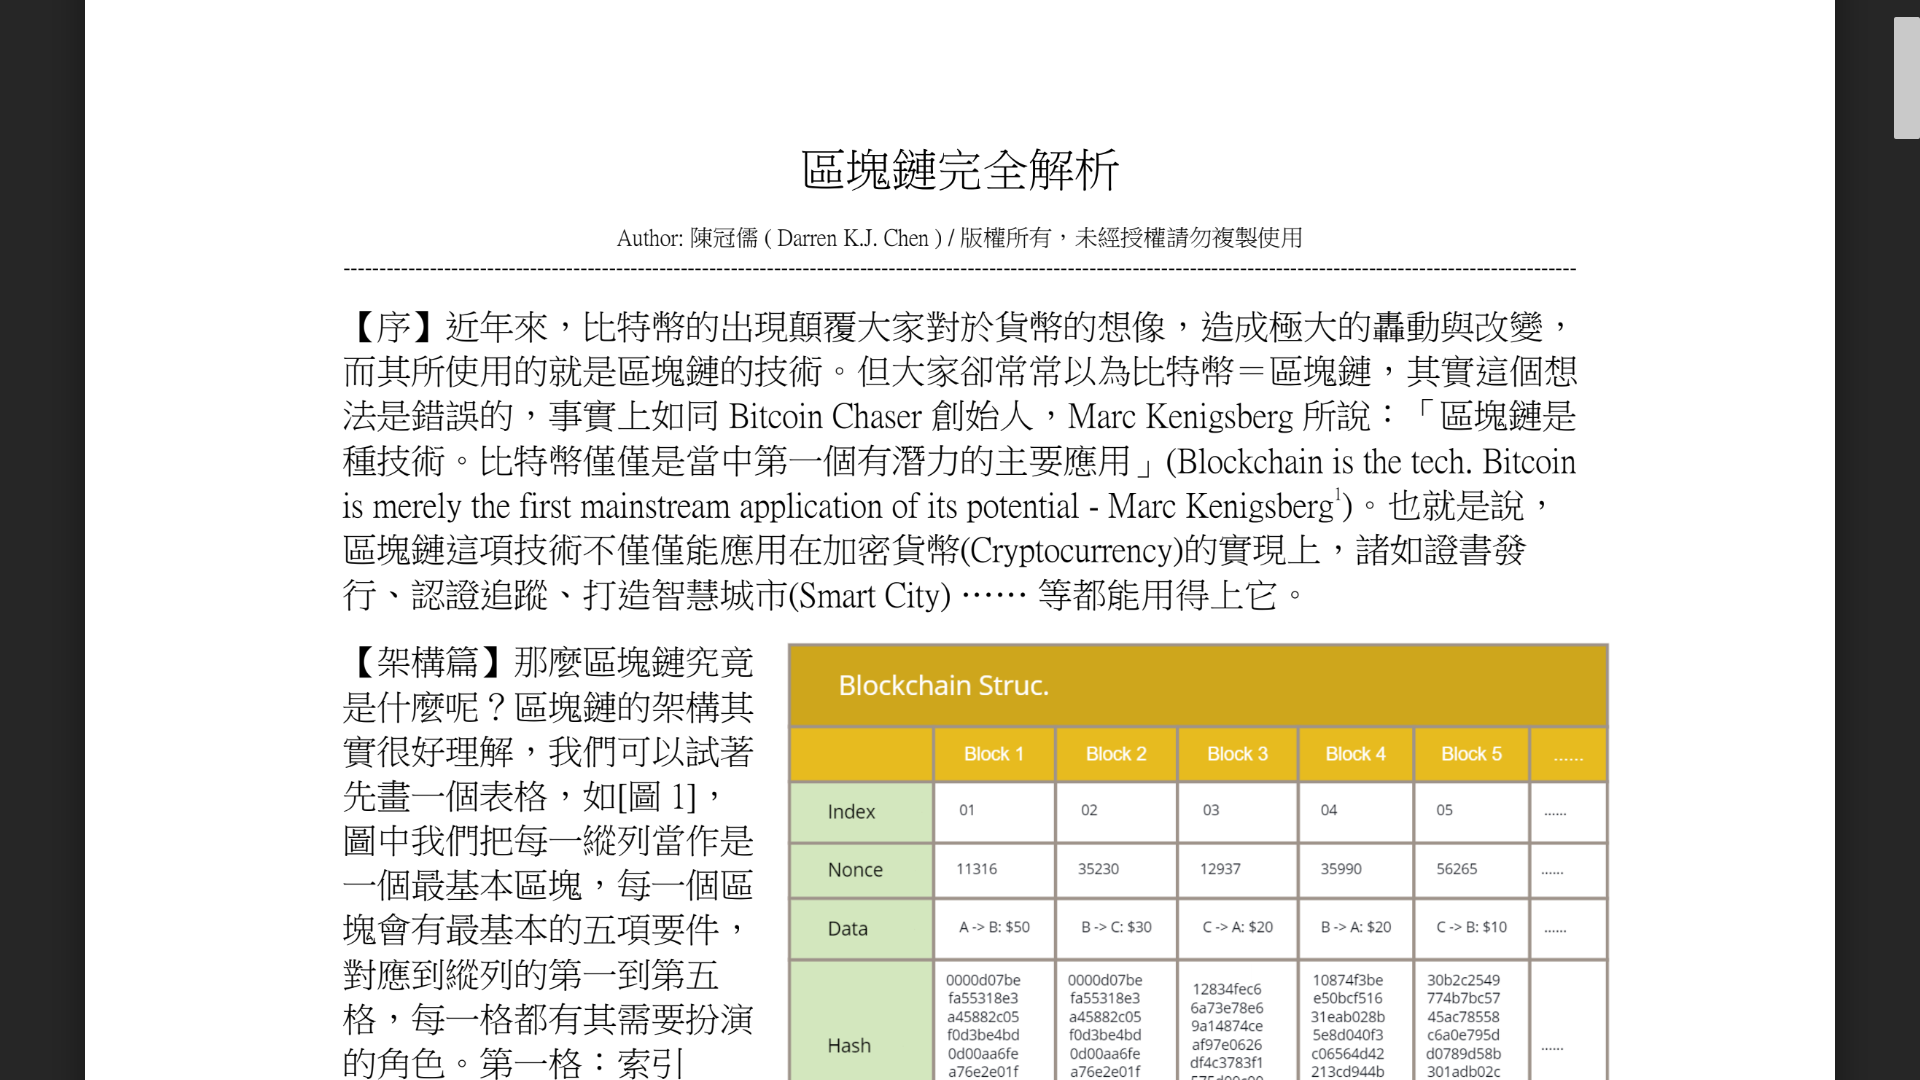 區塊鏈完全解析
Author: 陳冠儒 ( Darren K.J. Chen ) / 版權所有，未經授權請勿複製使用
【序】近年來，比特幣的出現顛覆大家對於貨幣的想像，造成極大的轟動與改變，
而其所使用的就是區塊鏈的技術。但大家卻常常以為比特幣＝區塊鏈，其實這個想
法是錯誤的，事實上如同 Bitcoin Chaser 創始人，Marc Kenigsberg 所說：「區塊鏈是
種技術。比特幣僅僅是當中第一個有潛力的主要應用」(Blockchain is the tech. Bitcoin
is merely the first mainstream application of its potential - Marc Kenigsberg1)。也就是說，
區塊鏈這項技術不僅僅能應用在加密貨幣(Cryptocurrency)的實現上，諸如證書發
行、認證追蹤、打造智慧城市(Smart City) ⋯⋯ 等都能用得上它。
【架構篇】那麼區塊鏈究竟
是什麼呢？區塊鏈的架構其
實很好理解，我們可以試著
先畫一個表格，如[圖 1]，
圖中我們把每一縱列當作是
一個最基本區塊，每一個區
塊會有最基本的五項要件，
對應到縱列的第一到第五
格，每一格都有其需要扮演
的角色。第一格：索引
Blockchain Struc.
Block 1 Block 2 Block 3 Block 4 Block 5 ......
Index 01 02 03 04 05 ......
Nonce 11316 35230 12937 35990 56265 ......
Data A -> B: $50 B -> C: $30 C -> A: $20 B -> A: $20 C -> B: $10 ......
Hash ......
0000d07be
fa55318e3
a45882c05
f0d3be4bd
0d00aa6fe
a76e2e01f
0000d07be
fa55318e3
a45882c05
f0d3be4bd
0d00aa6fe
a76e2e01f
12834fec6
6a73e78e6
9a14874ce
af97e0626
df4c3783f1
10874f3be
e50bcf516
31eab028b
5e8d040f3
c06564d42
213cd944b
30b2c2549
774b7bc57
45ac78558
c6a0e795d
d0789d58b
301adb02c